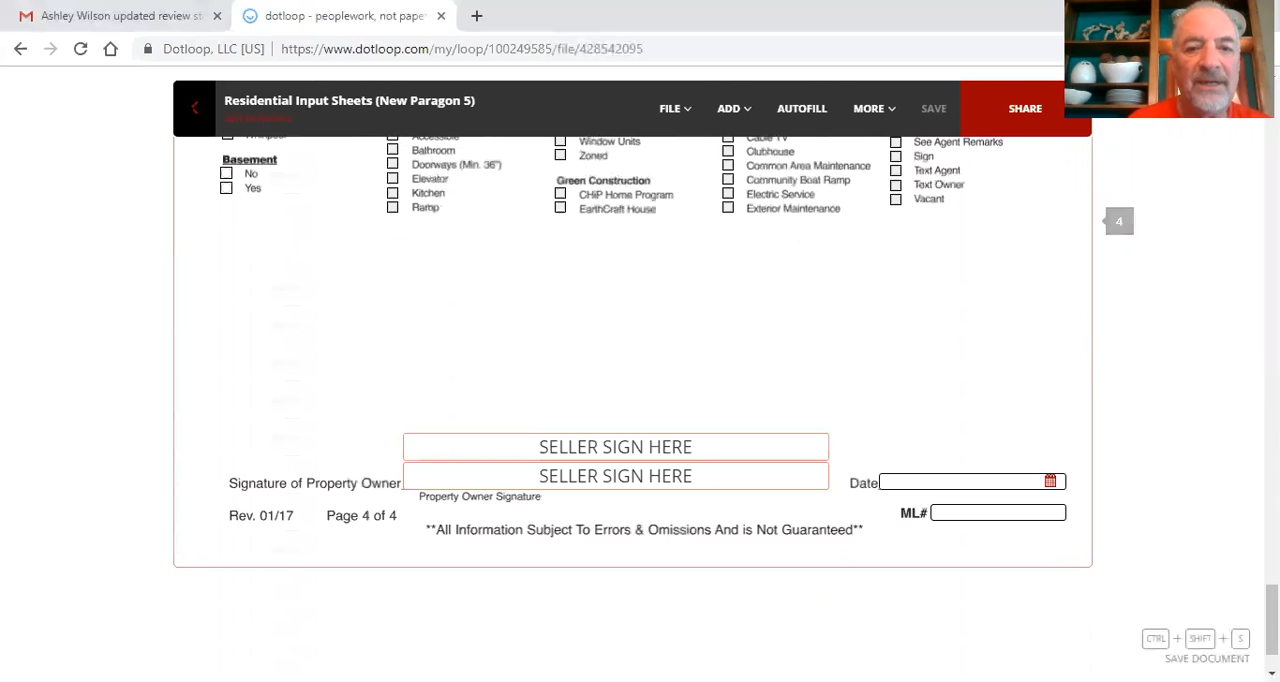 Ashley Wilson updated review st
dotloop - peoplework, not pape
Dotloop, LLC [US]
https://www.dotloop.com/my/loop/100249585/file/428542095
Residential Input Sheets (New Paragon 5)
FILE
ADD
AUTOFILL
MORE
SAVE
SHARE
Basement
No
Yes
Accessible
Bathroom
Doorways (Min. 36")
Elevator
Kitchen
Ramp
Window Units
Zoned
Green Construction
CHiP Home Program
EarthCraft House
Cable TV
Clubhouse
Common Area Maintenance
Community Boat Ramp
Electric Service
Exterior Maintenance
See Agent Remarks
Sign
Text Agent
Text Owner
Vacant
4
SELLER SIGN HERE
Signature of Property Owner
SELLER SIGN HERE
Date
Property Owner Signature
Rev. 01/17 Page 4 of 4
ML#
**All Information Subject To Errors & Omissions And is Not Guaranteed**
CTRL + SHIFT + S
SAVE DOCUMENT